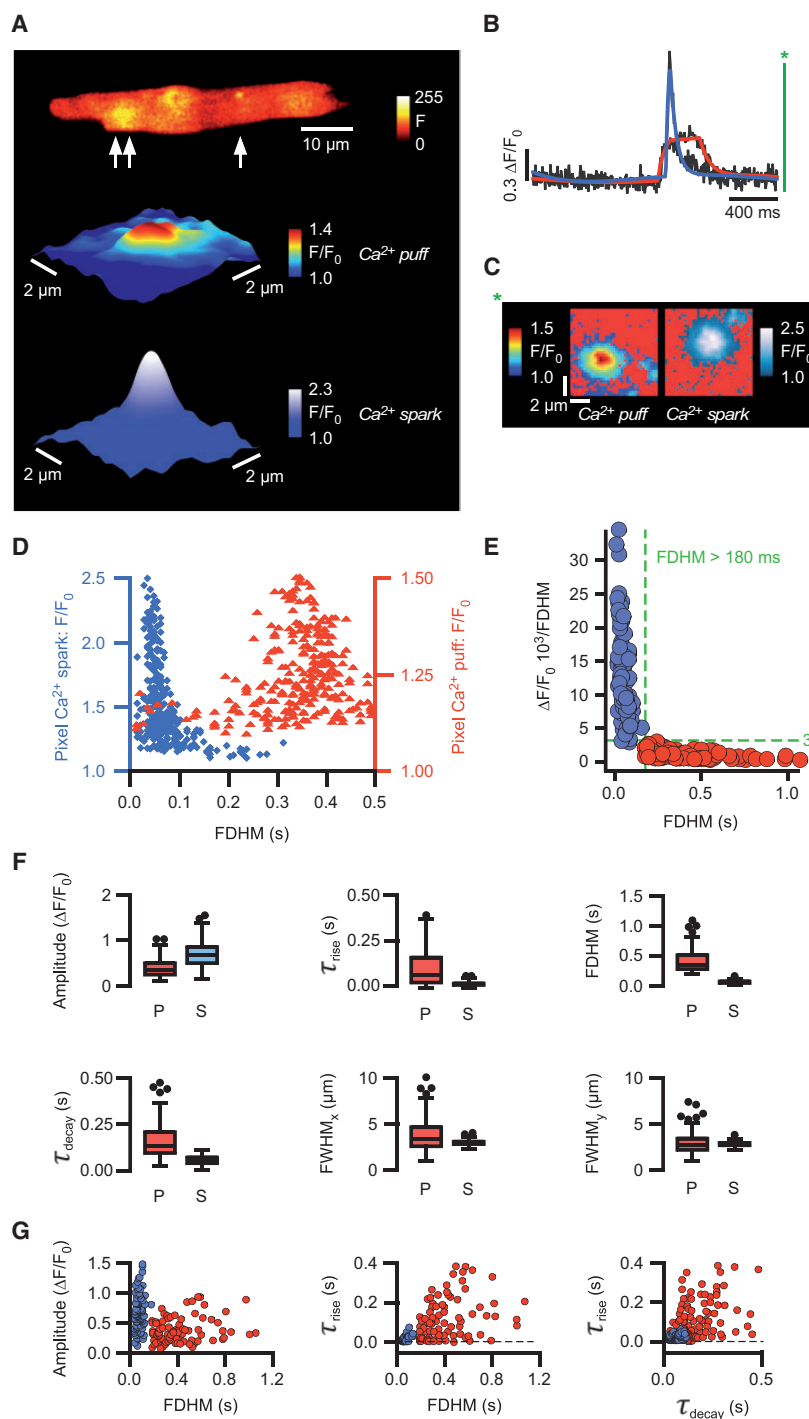 A
255
F
0
10 µm
1.4
F/F0
1.0
Ca2+ puff
2 µm
2 µm
2.3
F/F0
1.0
Ca2+ spark
2 µm
2 µm
B
*
0.3 ΔF/F0
400 ms
C
*
1.5
F/F0
1.0
2 µm
Ca2+ puff
Ca2+ spark
2.5
F/F0
1.0
D
Pixel Ca2+ spark: F/F0
2.5
2.0
1.5
1.0
1.50
1.25
1.00
Pixel Ca2+ puff: F/F0
0.0
0.1
0.2
0.3
0.4
0.5
FDHM (s)
E
ΔF/F0 10³/FDHM
30
25
20
15
10
5
0
FDHM > 180 ms
3
0.0
0.5
1.0
FDHM (s)
F
Amplitude (ΔF/F0)
2
1
0
P
S
τrise (s)
0.50
0.25
0.00
P
S
FDHM (s)
1.5
1.0
0.5
0.0
P
S
τdecay (s)
0.50
0.25
0.00
P
S
FWHMx (µm)
10
5
0
P
S
FWHMy (µm)
10
5
0
P
S
G
Amplitude (ΔF/F0)
1.5
1.0
0.5
0.0
0.0
0.4
0.8
1.2
FDHM (s)
τrise (s)
0.4
0.2
0.0
0.0
0.4
0.8
1.2
FDHM (s)
τrise (s)
0.4
0.2
0.0
0.0
0.5
τdecay (s)